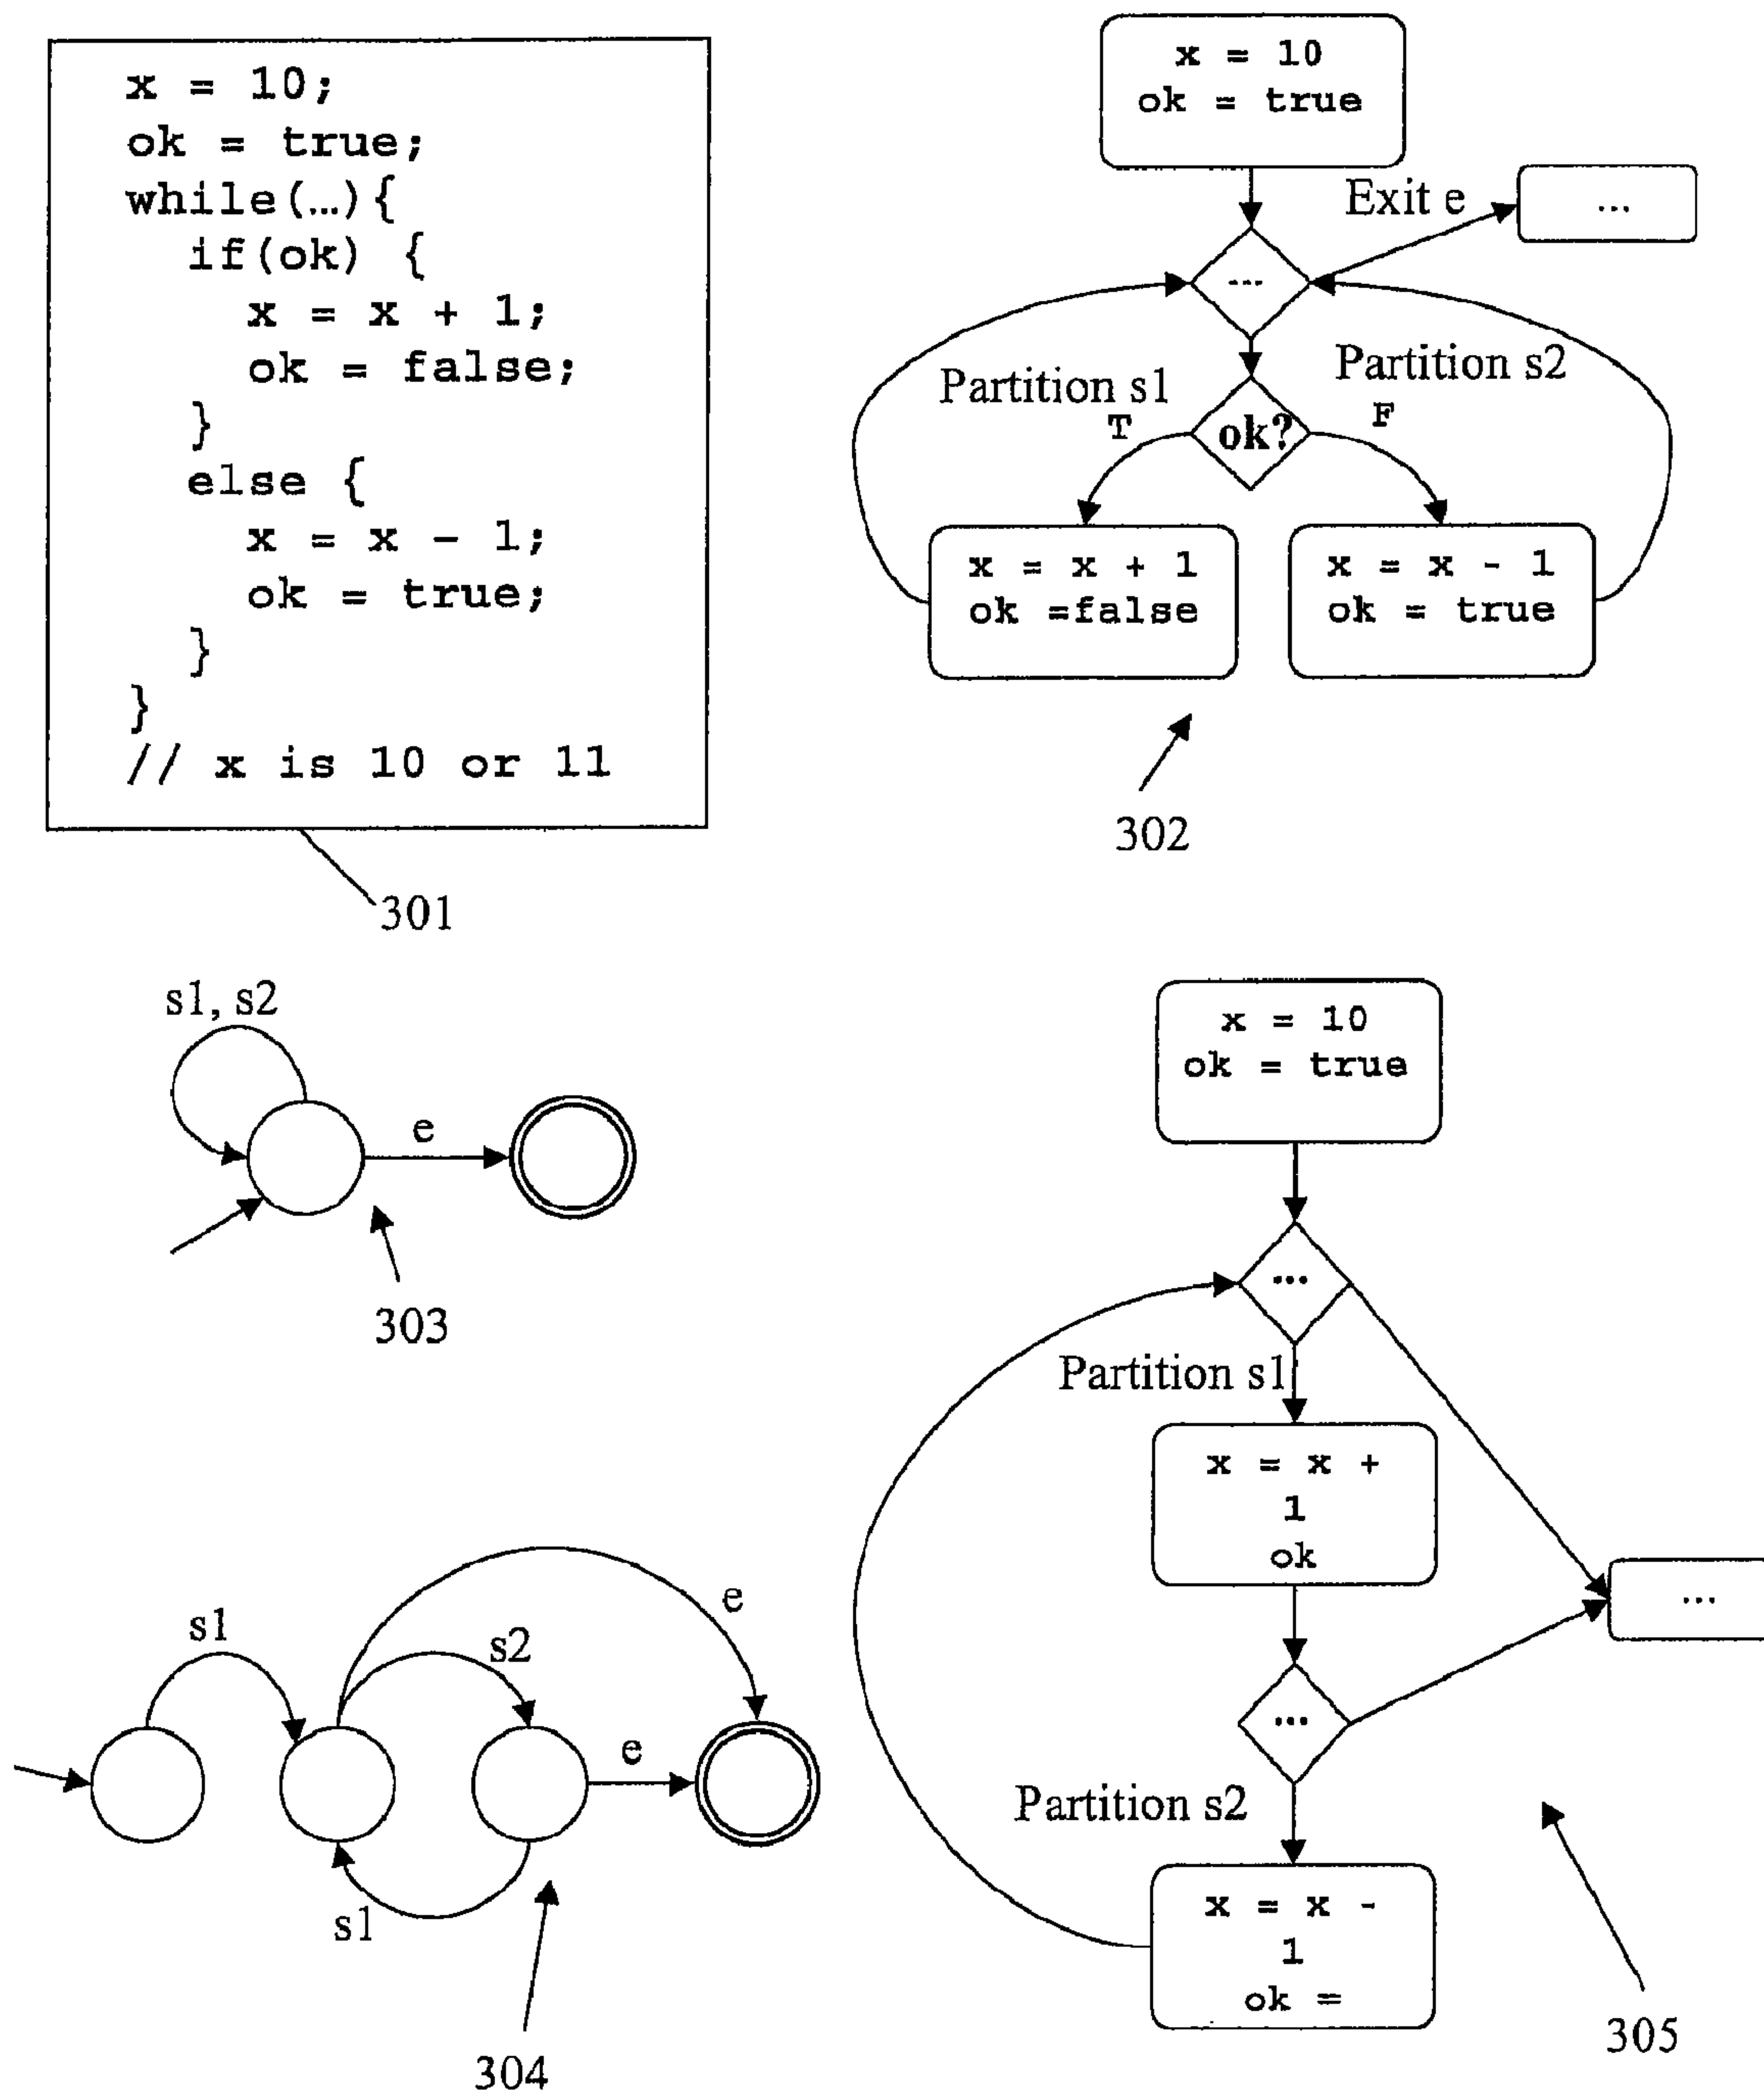 x = 10;
ok = true;
while(…){
if(ok) {
x = x + 1;
ok = false;
}
else {
x = x - 1;
ok = true;
}
}
// x is 10 or 11
301
x = 10
ok = true
Exit e
...
...
Partition s1
Partition s2
T
ok?
F
x = x + 1
ok =false
x = x - 1
ok = true
302
s1, s2
e
303
s1
s2
e
e
s1
304
x = 10
ok = true
...
Partition s1
x = x +
1
ok
...
...
Partition s2
x = x -
1
ok =
305